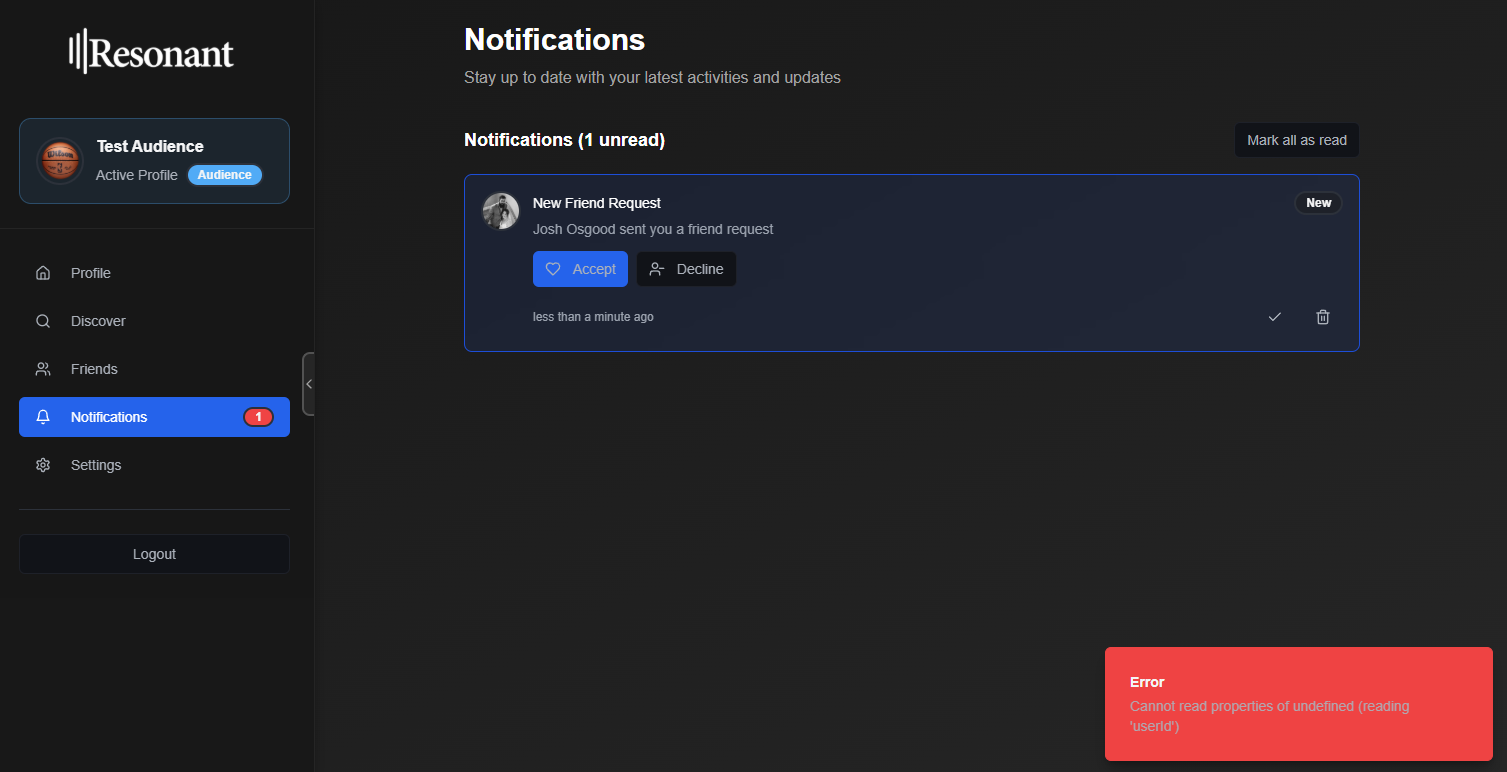 Resonant
Test Audience
Active Profile Audience
Profile
Discover
Friends
Notifications 1
Settings
Logout
Notifications
Stay up to date with your latest activities and updates
Notifications (1 unread)
Mark all as read
New Friend Request
New
Josh Osgood sent you a friend request
Accept
Decline
less than a minute ago
Error
Cannot read properties of undefined (reading
'userId')